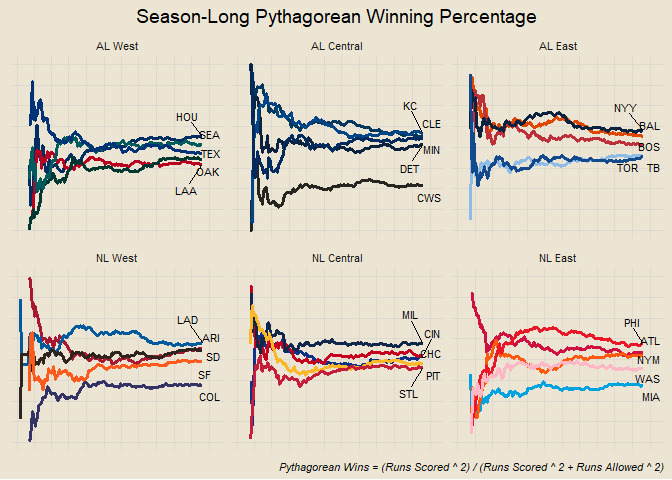 Season-Long Pythagorean Winning Percentage
AL West
AL Central
AL East
HOU
SEA
TEX
OAK
LAA
KC
CLE
MIN
DET
CWS
NYY
BAL
BOS
TOR
TB
NL West
NL Central
NL East
LAD
ARI
SD
SF
COL
MIL
CIN
CHC
PIT
STL
PHI
ATL
NYM
WAS
MIA
Pythagorean Wins = (Runs Scored ^ 2) / (Runs Scored ^ 2 + Runs Allowed ^ 2)